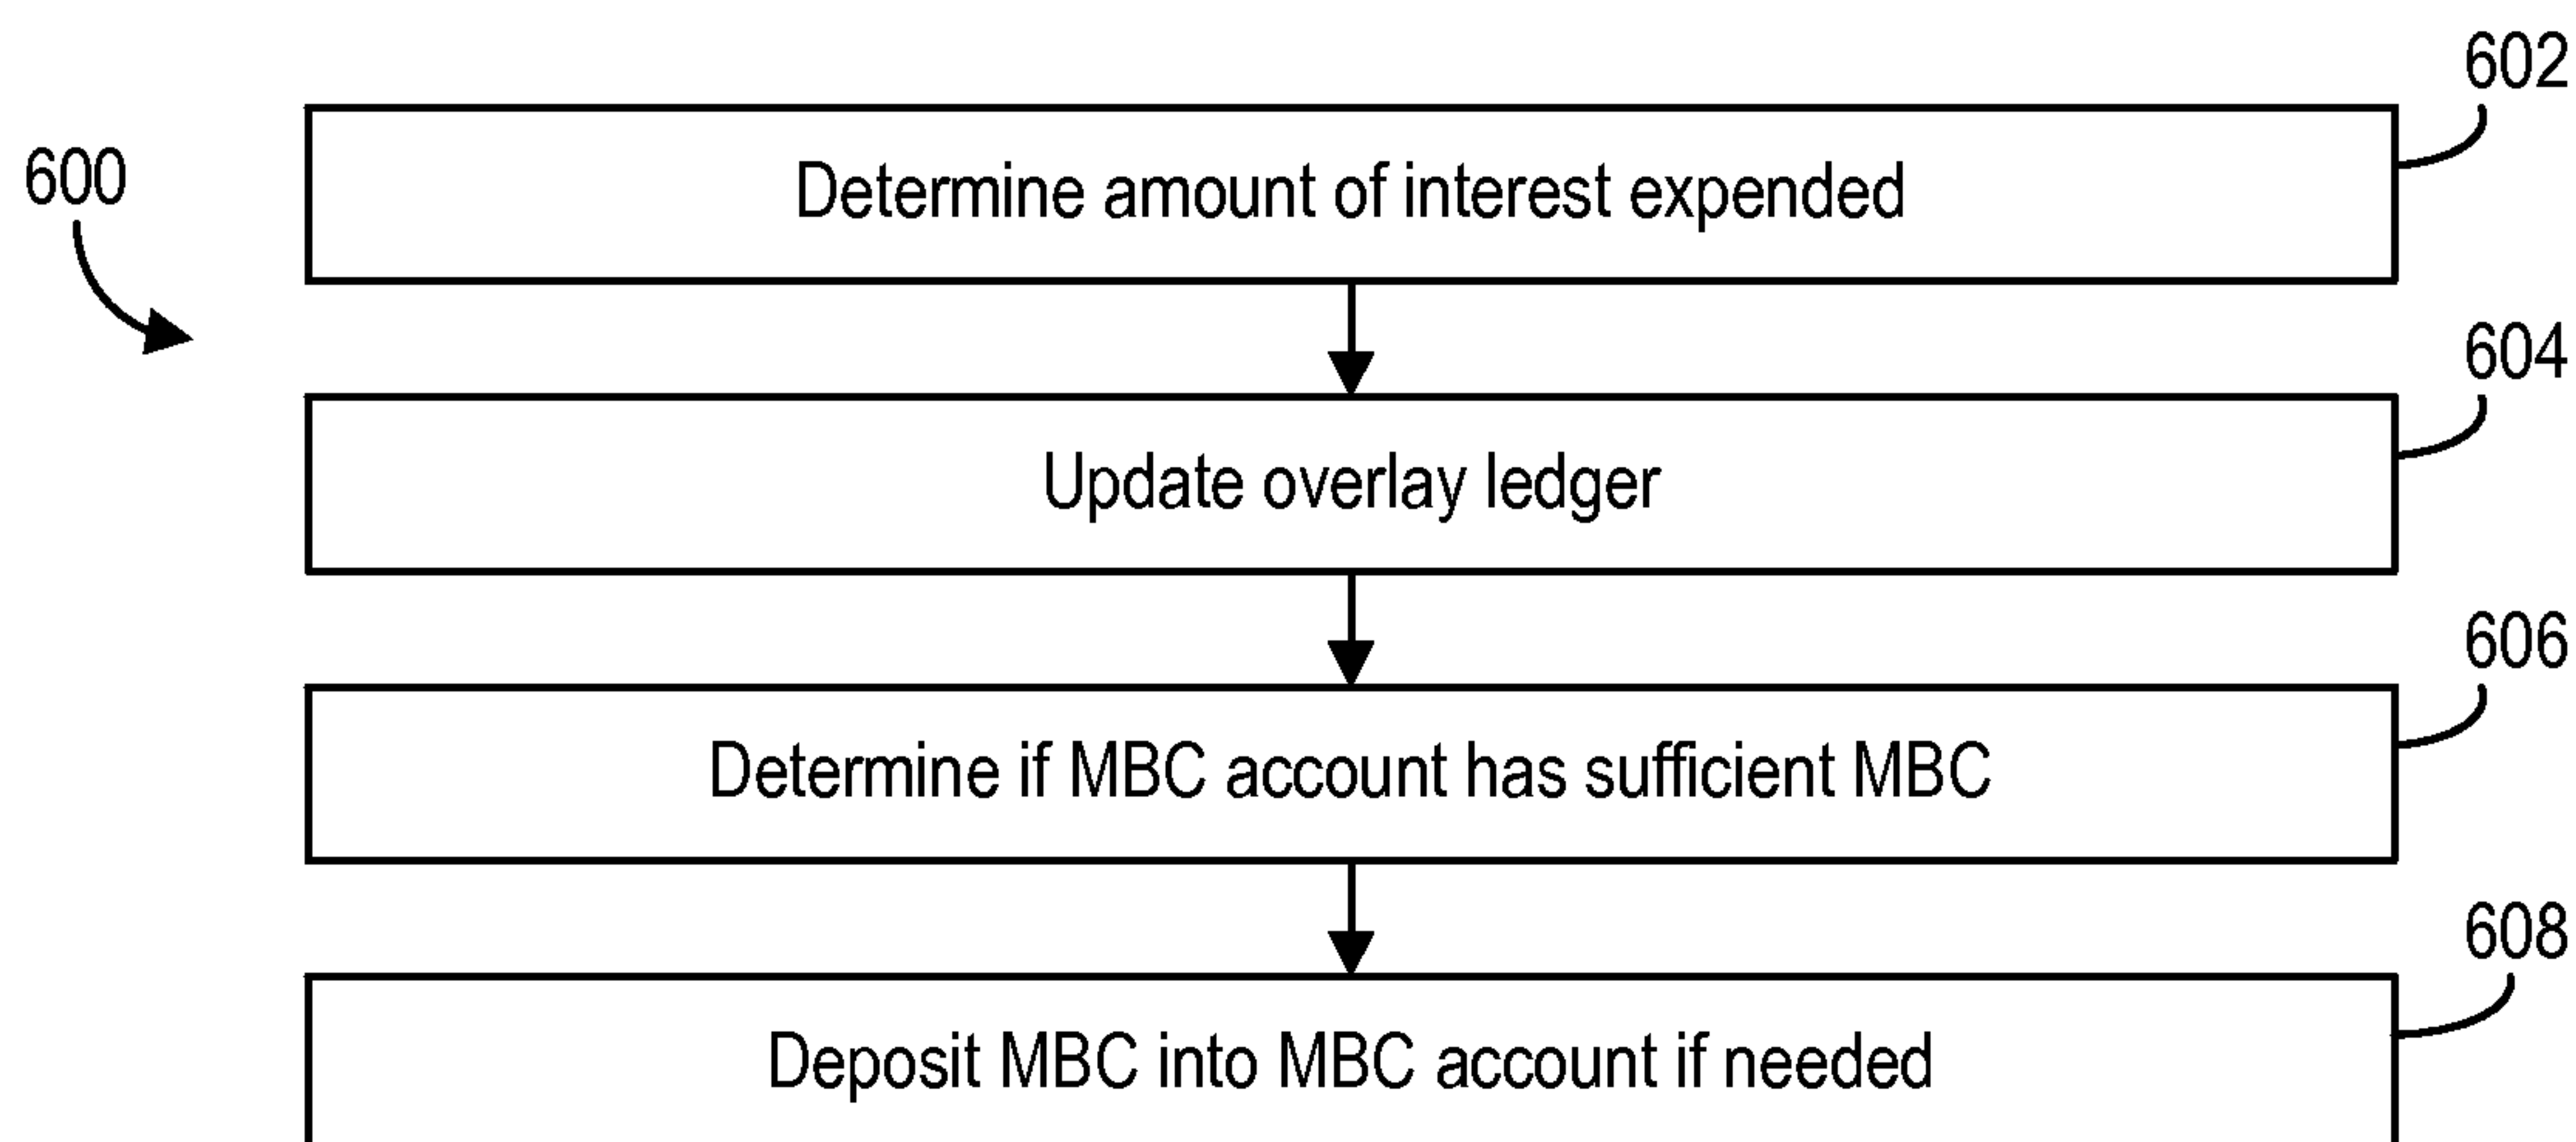 602
Determine amount of interest expended
600
604
Update overlay ledger
606
Determine if MBC account has sufficient MBC
608
Deposit MBC into MBC account if needed